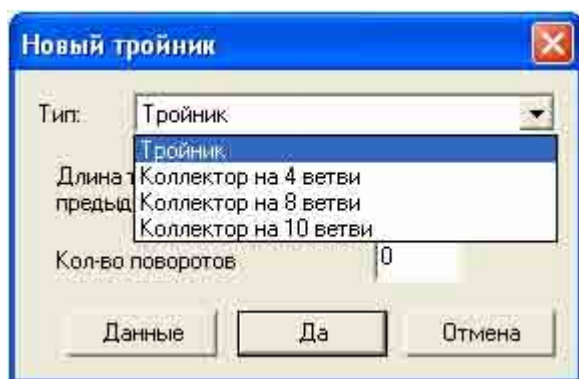 Новый тройник
Тип:
Тройник
Тройник
Коллектор на 4 ветви
Длина
Коллектор на 8 ветви
предыд
Коллектор на 10 ветви
Кол-во поворотов
0
Данные
Да
Отмена